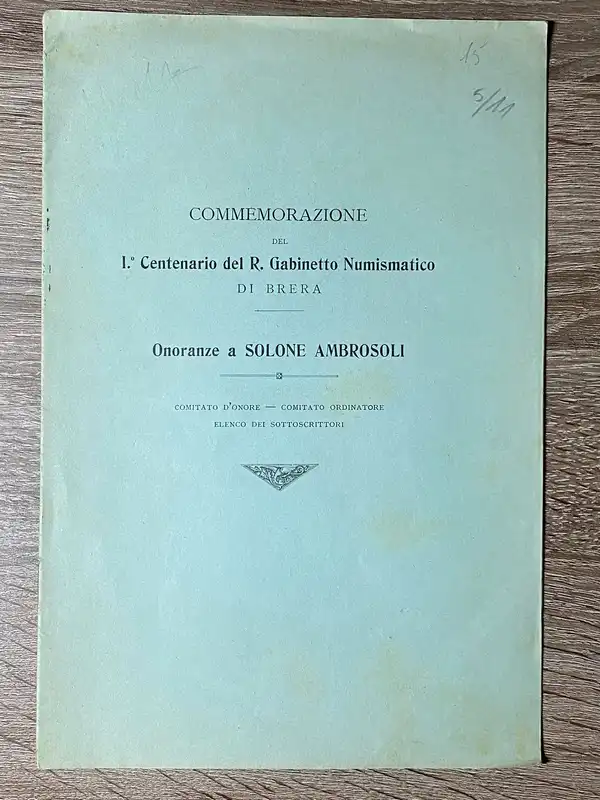 15
5/11
COMMEMORAZIONE
DEL
I.º Centenario del R. Gabinetto Numismatico
DI BRERA
Onoranze a SOLONE AMBROSOLI
COMITATO D'ONORE — COMITATO ORDINATORE
ELENCO DEI SOTTOSCRITTORI